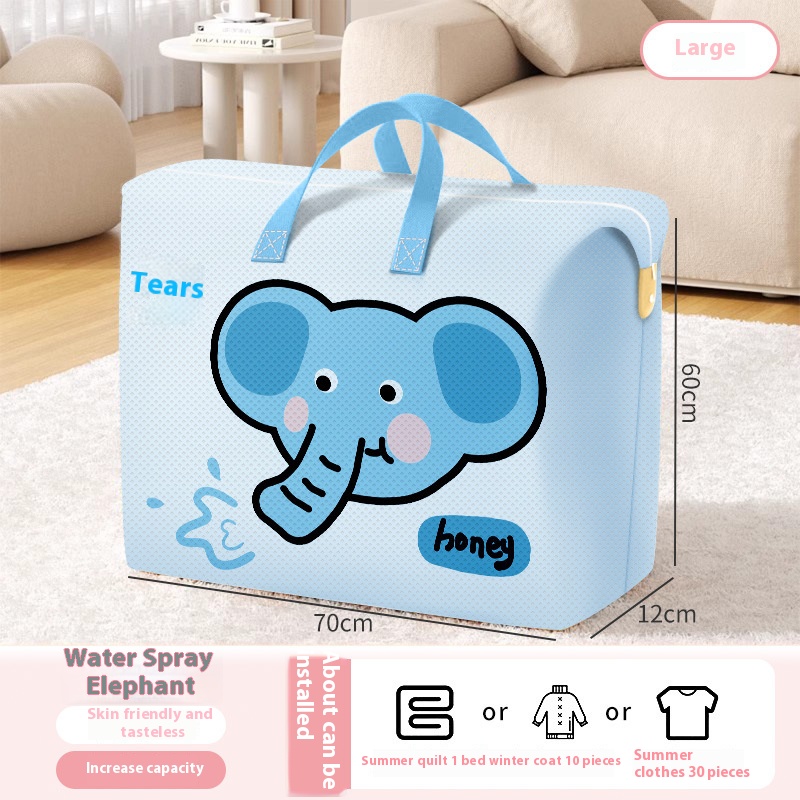 Large
Tears
honey
60cm
12cm
70cm
Water Spray
Elephant
Skin friendly and
tasteless
Increase capacity
About can be
nstalled
or
or
Summer quilt 1 bed winter coat 10 pieces
Summer
clothes 30 pieces